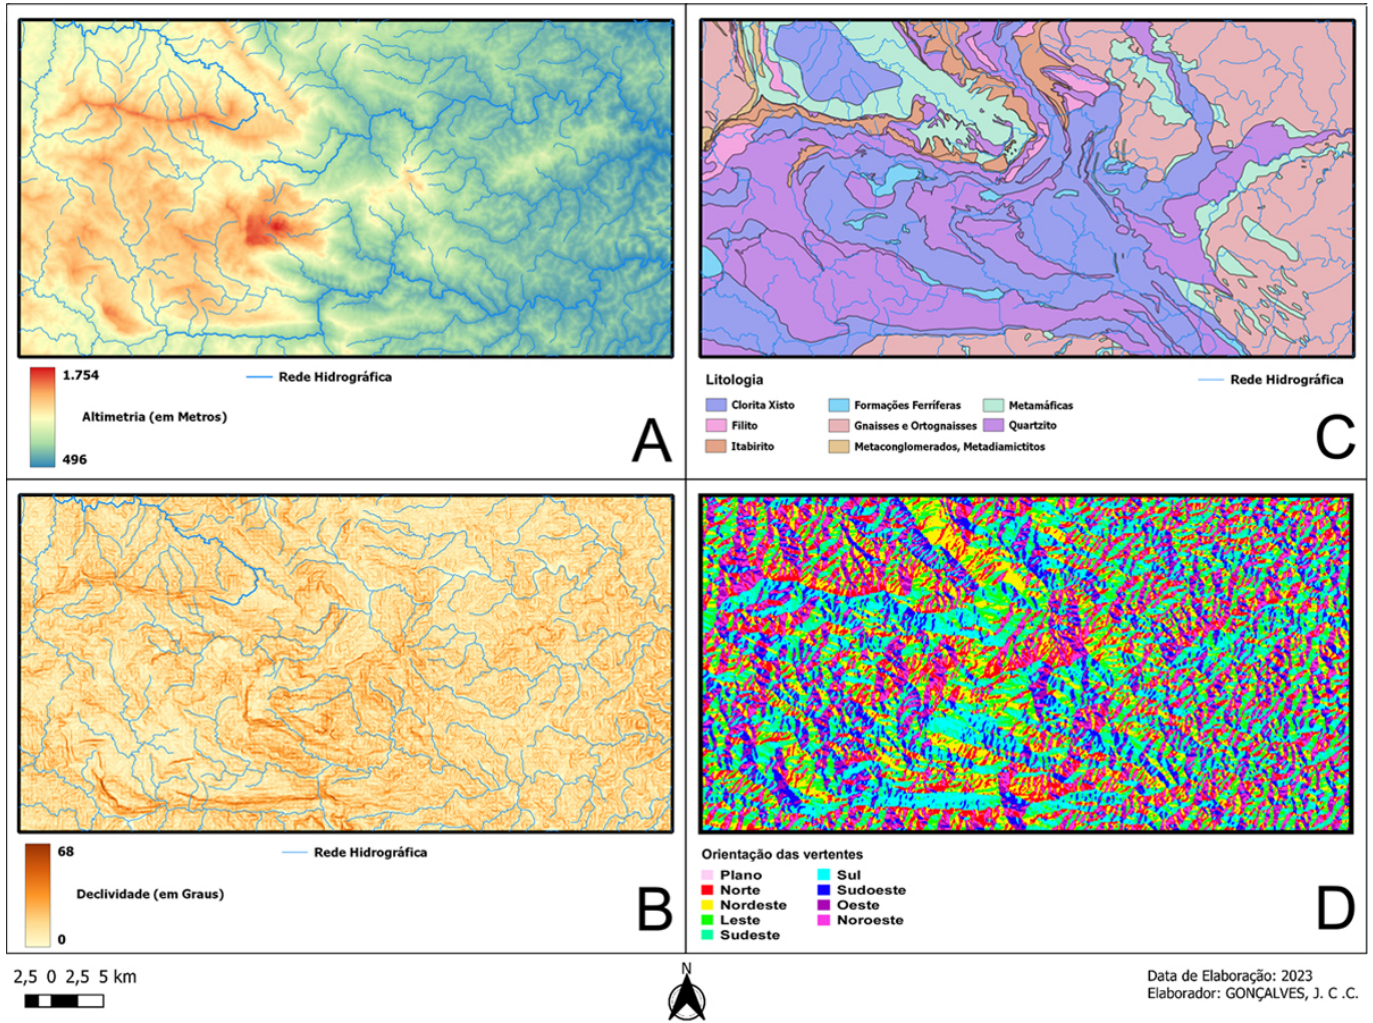 1.754
Rede Hidrográfica
Altimetria (em Metros)
496
A
Litologia
Rede Hidrográfica
Clorita Xisto
Formações Ferríferas
Metamáficas
Filito
Gnaisses e Ortognaisses
Quartzito
Itabirito
Metaconglomerados, Metadiamictitos
C
68
Rede Hidrográfica
Declividade (em Graus)
0
B
Orientação das vertentes
Plano
Sul
Norte
Sudoeste
Nordeste
Oeste
Leste
Noroeste
Sudeste
D
2,5 0 2,5 5 km
N
Data de Elaboração: 2023
Elaborador: GONÇALVES, J. C .C.